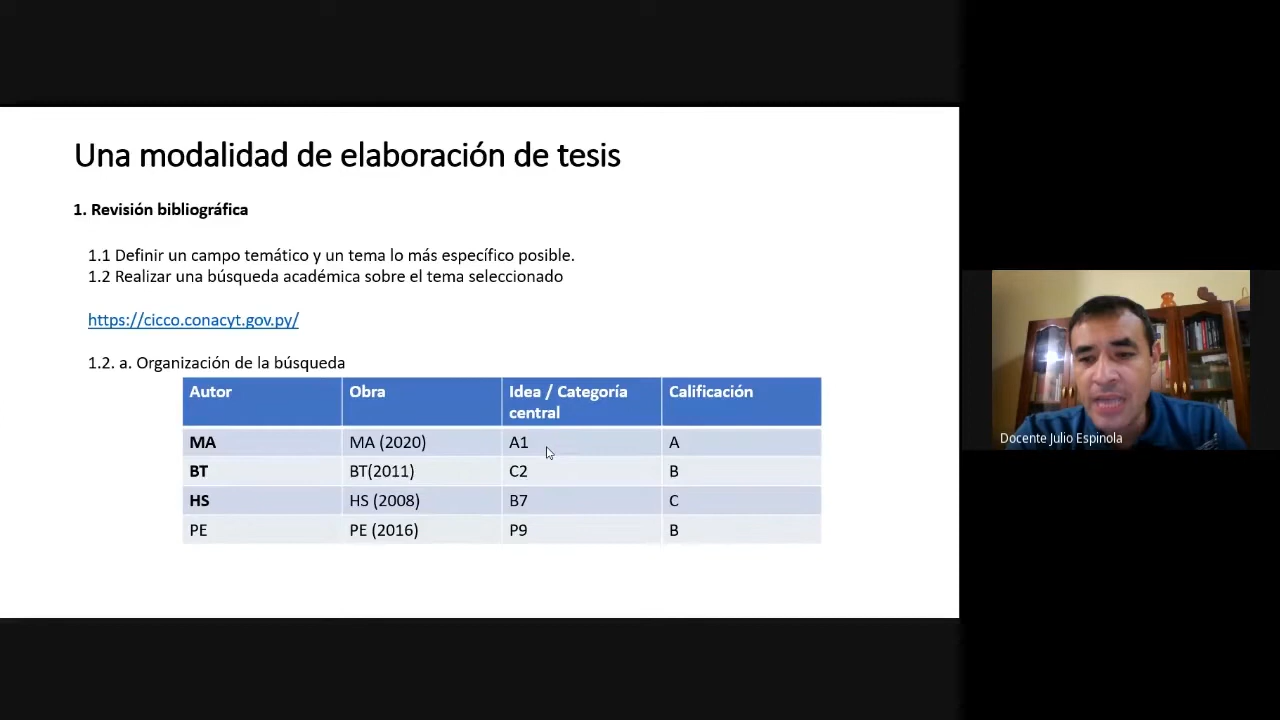 Una modalidad de elaboración de tesis
1. Revisión bibliográfica
1.1 Definir un campo temático y un tema lo más específico posible.
1.2 Realizar una búsqueda académica sobre el tema seleccionado
https://cicco.conacyt.gov.py/
1.2. a. Organización de la búsqueda
Autor Obra Idea / Categoría central Calificación
MA MA (2020) A1 A
BT BT(2011) C2 B
HS HS (2008) B7 C
PE PE (2016) P9 B
Docente Julio Espinola